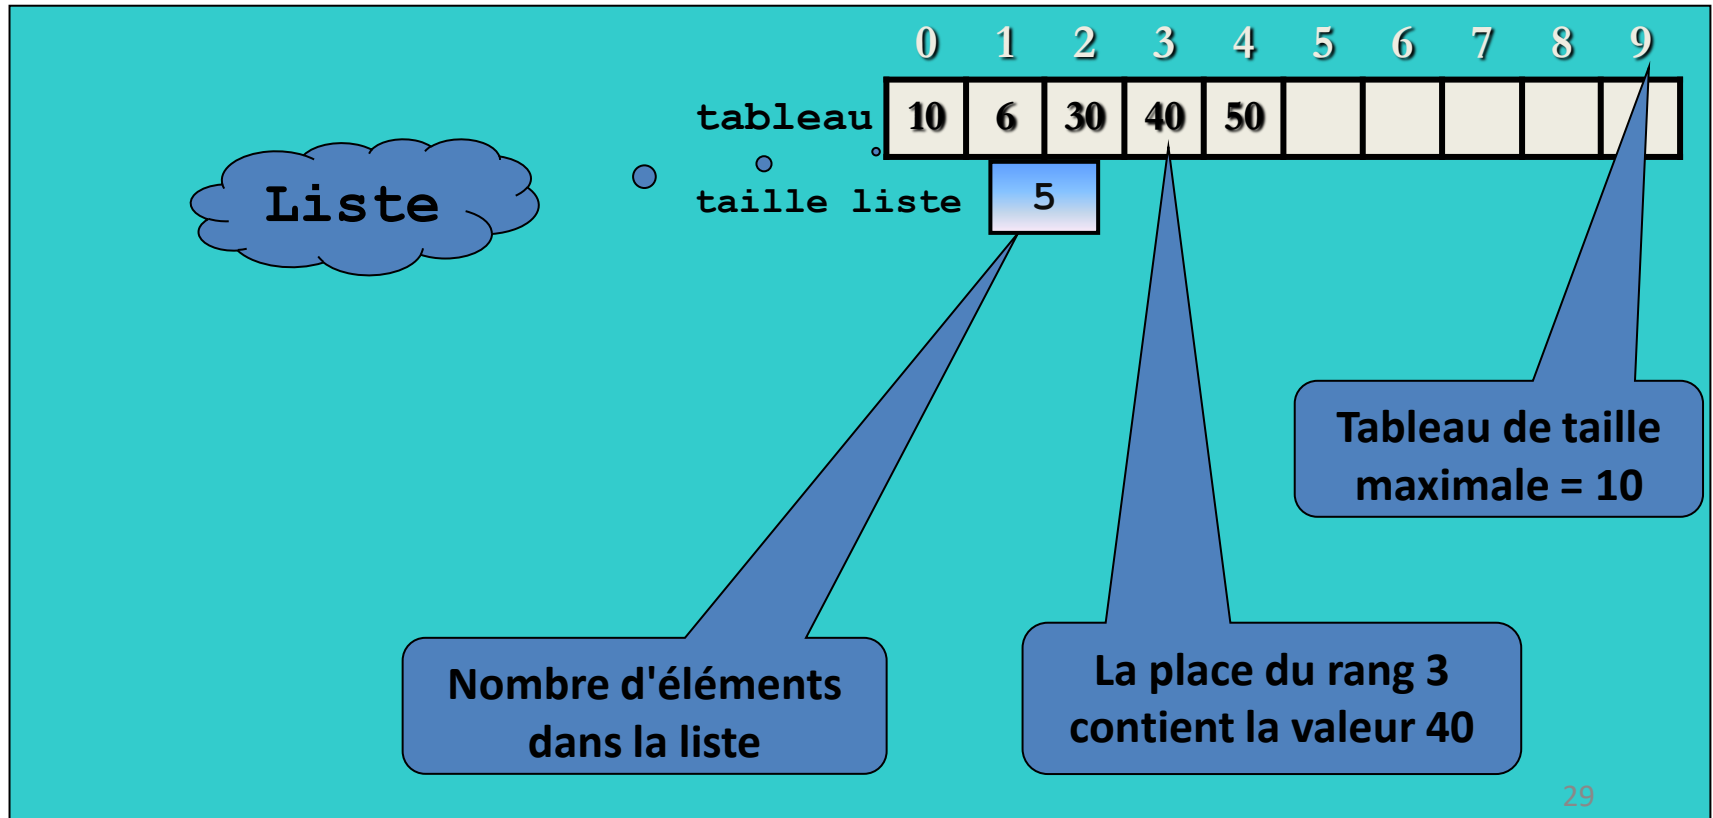 0 1 2 3 4 5 6 7 8 9
tableau 10 6 30 40 50
Liste
taille liste 5
Tableau de taille
maximale = 10
Nombre d'éléments
dans la liste
La place du rang 3
contient la valeur 40
29